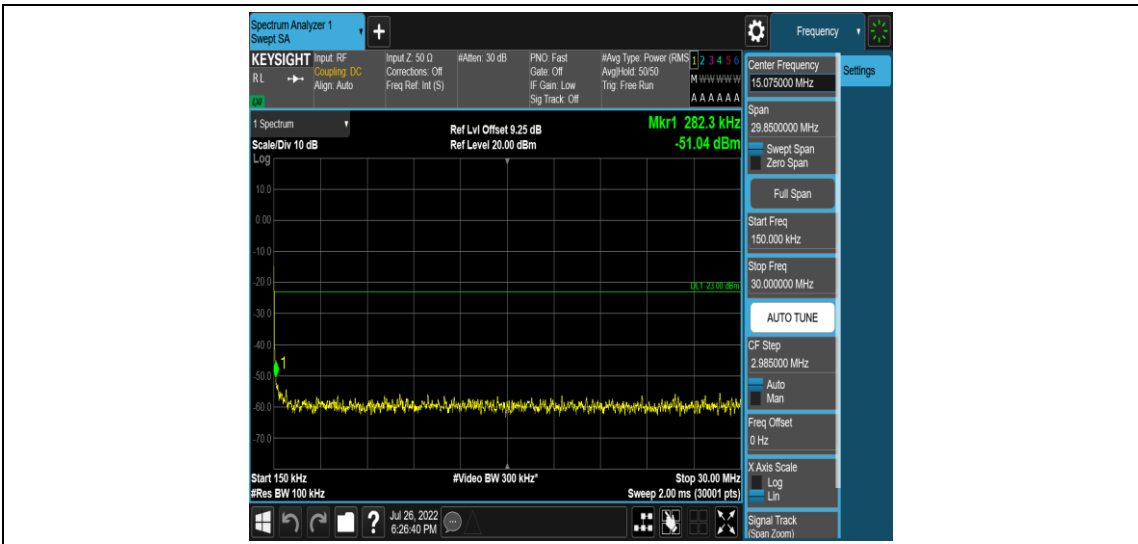 Spectrum Analyzer 1
Swept SA
Frequency
KEYSIGHT
RL
LXI
Input: RF
Coupling: DC
Align: Auto
Input Z: 50 Ω
Corrections: Off
Freq Ref: Int (S)
#Atten: 30 dB
PNO: Fast
Gate: Off
IF Gain: Low
Sig Track: Off
#Avg Type: Power (RMS
Avg|Hold: 50/50
Trig: Free Run
1 2 3 4 5 6
M W W W W W
A A A A A A
Center Frequency
15.075000 MHz
Settings
Span
29.8500000 MHz
Swept Span
Zero Span
Full Span
Start Freq
150.000 kHz
Stop Freq
30.000000 MHz
AUTO TUNE
CF Step
2.985000 MHz
Auto
Man
Freq Offset
0 Hz
X Axis Scale
Log
Lin
Signal Track
(Span Zoom)
1 Spectrum
Scale/Div 10 dB
Log
Ref Lvl Offset 9.25 dB
Ref Level 20.00 dBm
Mkr1 282.3 kHz
-51.04 dBm
10.0
0.00
-10.0
-20.0
DL1 -23.00 dBm
-30.0
-40.0
1
-50.0
-60.0
-70.0
Start 150 kHz
#Video BW 300 kHz*
Stop 30.00 MHz
#Res BW 100 kHz
Sweep 2.00 ms (30001 pts)
?
Jul 26, 2022
6:26:40 PM